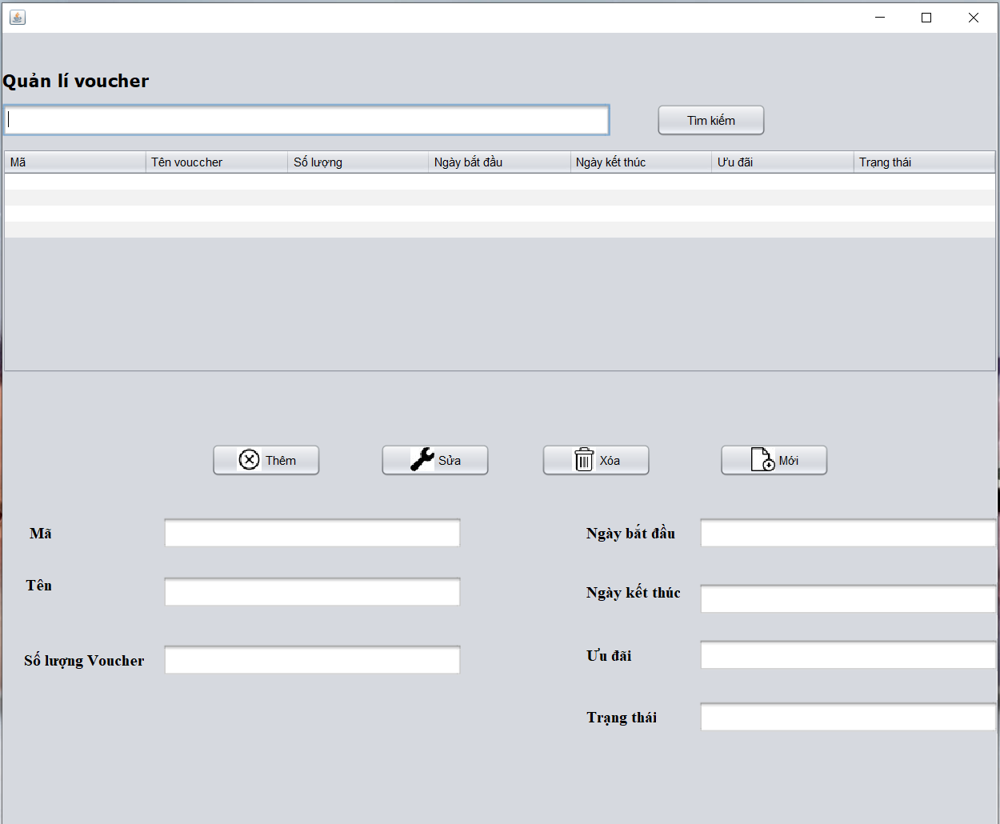 Quản lí voucher
Tìm kiếm
Mã Tên vouccher Số lượng Ngày bắt đầu Ngày kết thúc Ưu đãi Trạng thái
Thêm Sửa Xóa Mới
Mã
Tên
Số lượng Voucher
Ngày bắt đầu
Ngày kết thúc
Ưu đãi
Trạng thái